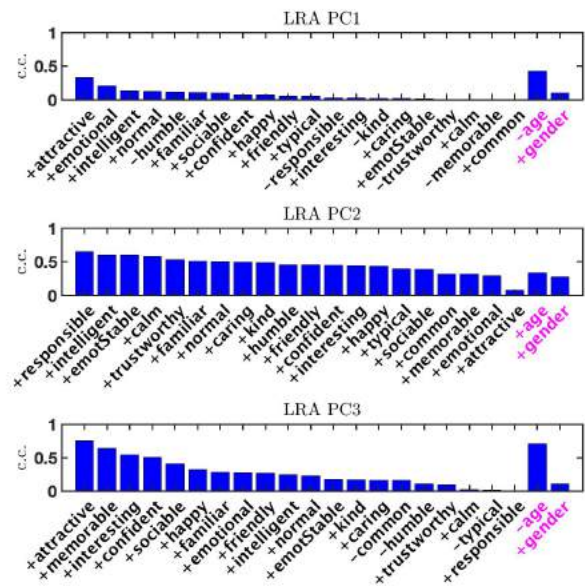 LRA PC1
c.c.
1
0.5
0
+attractive
+emotional
+intelligent
+normal
−humble
+familiar
+sociable
+confident
+happy
+friendly
+typical
−responsible
+interesting
−kind
+caring
+emotStable
−trustworthy
+calm
−memorable
+common
−age
+gender
LRA PC2
c.c.
1
0.5
0
+responsible
+intelligent
+emotStable
+calm
+trustworthy
+familiar
+normal
+caring
+kind
+humble
+friendly
+confident
+interesting
+happy
+typical
+sociable
+common
+memorable
+emotional
+attractive
+age
+gender
LRA PC3
c.c.
1
0.5
0
+attractive
+memorable
+interesting
+confident
+sociable
+happy
+familiar
+emotional
+friendly
+intelligent
+normal
+emotStable
+kind
+caring
−common
−humble
+trustworthy
+calm
−typical
+responsible
−age
+gender